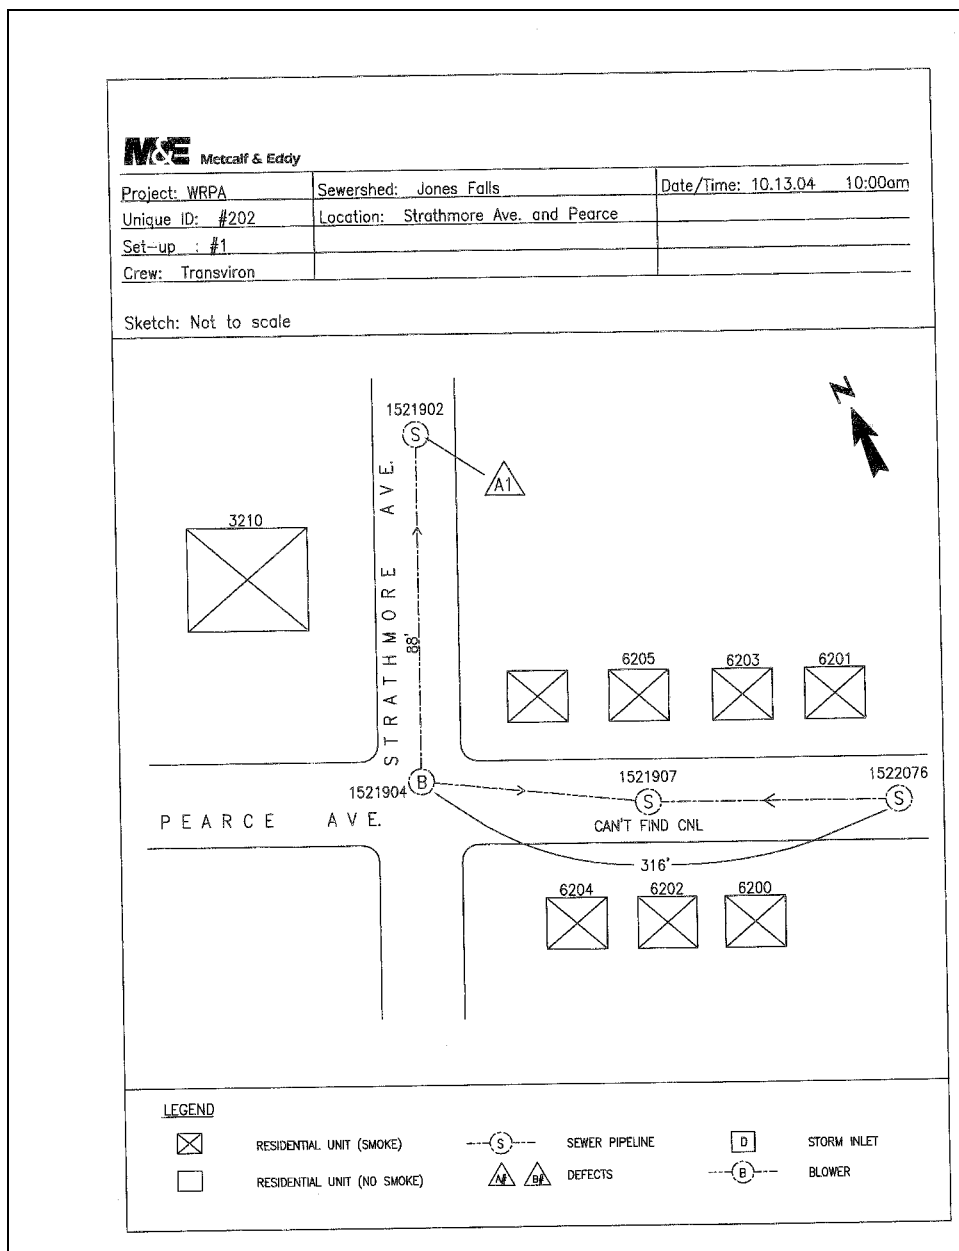 M&E Metcalf & Eddy
Project: WRPA Sewershed: Jones Falls Date/Time: 10.13.04 10:00am
Unique ID: #202 Location: Strathmore Ave. and Pearce
Set-up : #1
Crew: Transviron
Sketch: Not to scale
N
1521902
S
A1
STRATHMORE AVE.
3210
88'
6205 6203 6201
1521904 B
1521907
S
1522076
S
CAN'T FIND CNL
PEARCE AVE.
316'
6204 6202 6200
LEGEND
RESIDENTIAL UNIT (SMOKE) S SEWER PIPELINE D STORM INLET
RESIDENTIAL UNIT (NO SMOKE) A# B# DEFECTS B BLOWER